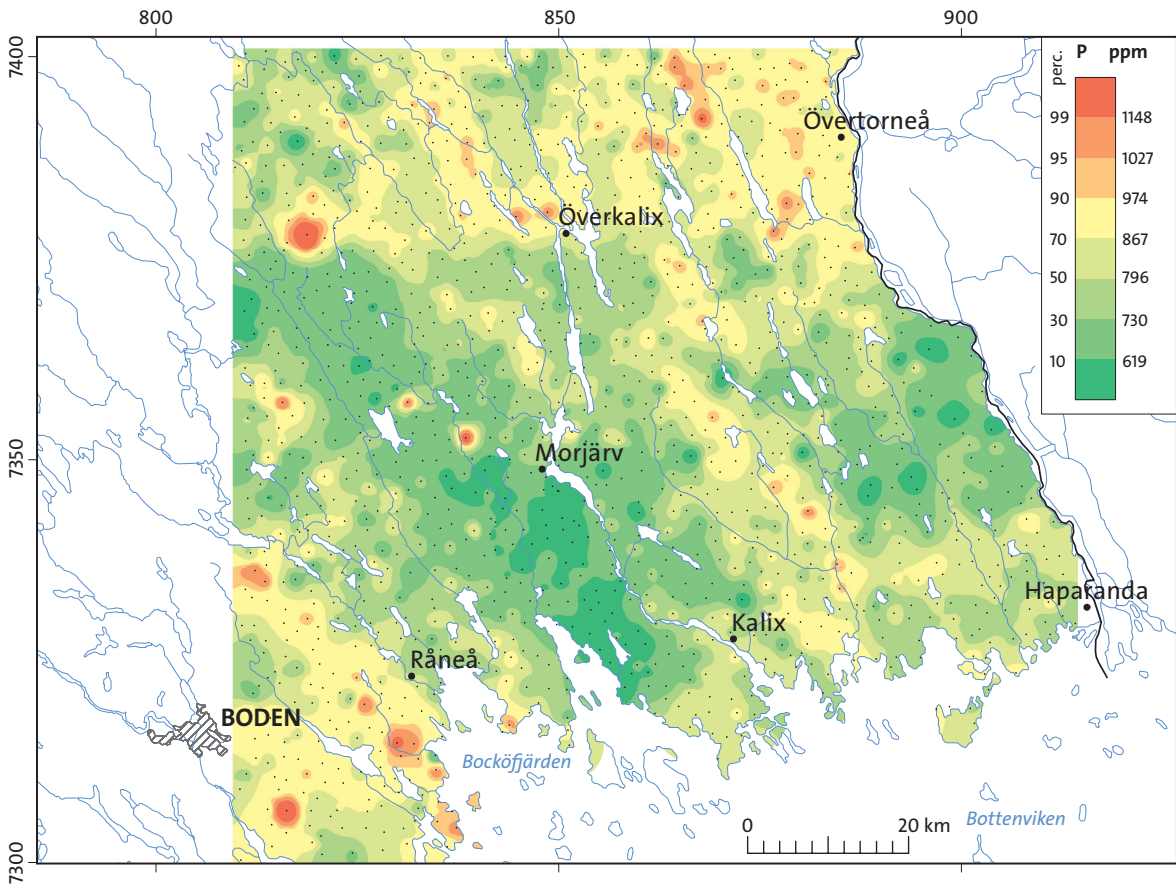 800 850 900
7400
7350
7300
perc. P ppm
99 1148
95 1027
90 974
70 867
50 796
30 730
10 619
Övertorneå
Överkalix
Morjärv
Haparanda
Kalix
Råneå
BODEN
Bocköfjärden
Bottenviken
0 20 km